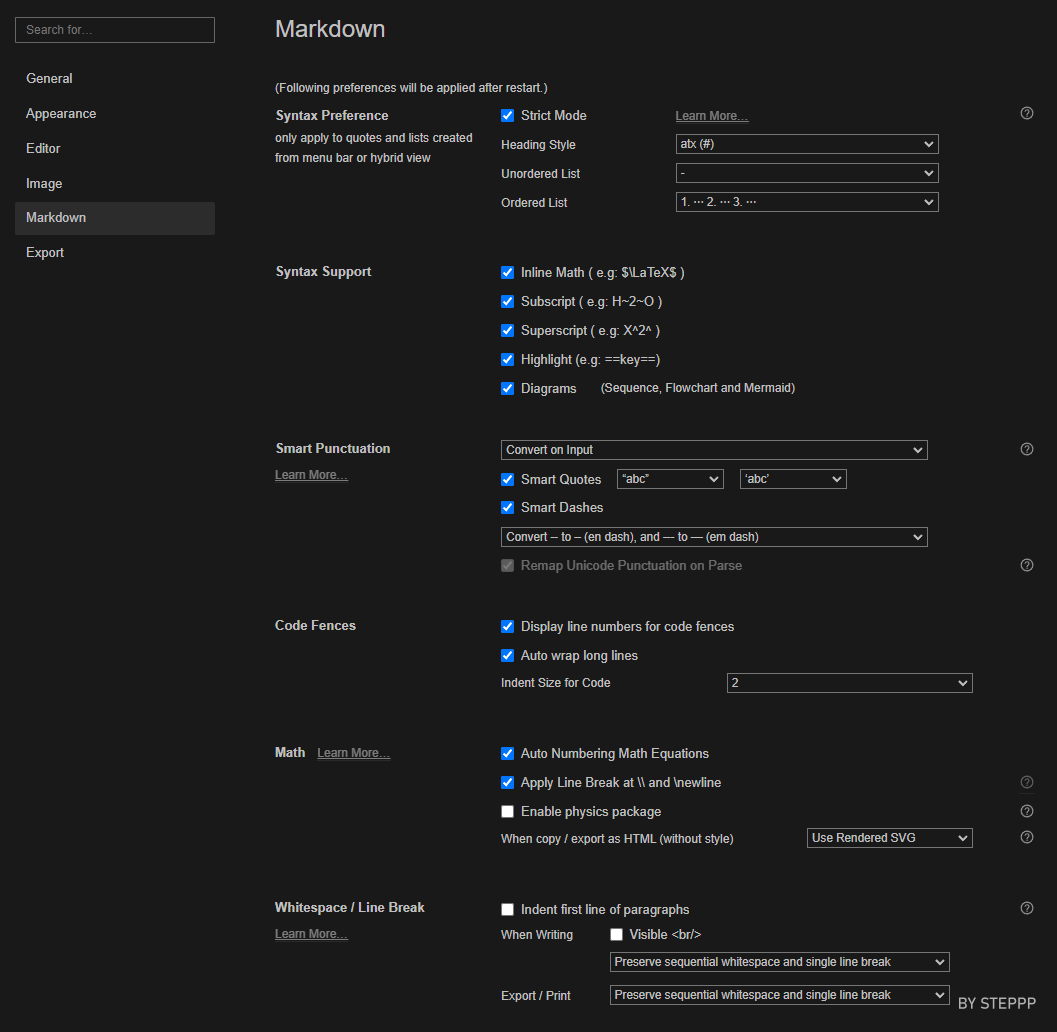 Search for...
Markdown
General
Appearance
Editor
Image
Markdown
Export
(Following preferences will be applied after restart.)
Syntax Preference
only apply to quotes and lists created
from menu bar or hybrid view
Strict Mode Learn More...
Heading Style atx (#)
Unordered List -
Ordered List 1. ··· 2. ··· 3. ···
Syntax Support
Inline Math ( e.g: $\LaTeX$ )
Subscript ( e.g: H~2~O )
Superscript ( e.g: X^2^ )
Highlight (e.g: ==key==)
Diagrams (Sequence, Flowchart and Mermaid)
Smart Punctuation Convert on Input
Learn More...
Smart Quotes “abc” ‘abc’
Smart Dashes
Convert -- to – (en dash), and --- to — (em dash)
Remap Unicode Punctuation on Parse
Code Fences
Display line numbers for code fences
Auto wrap long lines
Indent Size for Code 2
Math Learn More...
Auto Numbering Math Equations
Apply Line Break at \\ and \newline
Enable physics package
When copy / export as HTML (without style) Use Rendered SVG
Whitespace / Line Break
Learn More...
Indent first line of paragraphs
When Writing Visible <br/>
Preserve sequential whitespace and single line break
Export / Print Preserve sequential whitespace and single line break
BY STEPPP